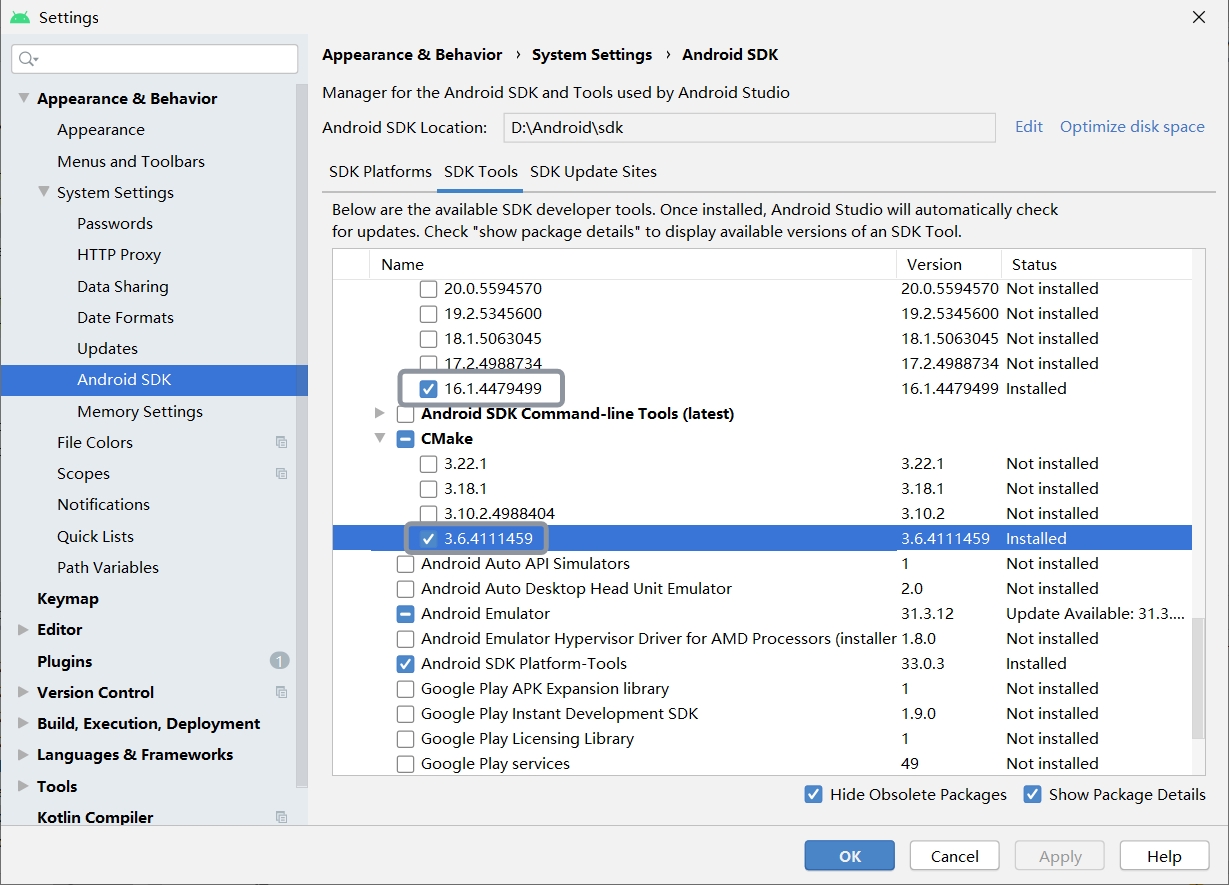 Settings
Appearance & Behavior
Appearance
Menus and Toolbars
System Settings
Passwords
HTTP Proxy
Data Sharing
Date Formats
Updates
Android SDK
Memory Settings
File Colors
Scopes
Notifications
Quick Lists
Path Variables
Keymap
Editor
Plugins 1
Version Control
Build, Execution, Deployment
Languages & Frameworks
Tools
Kotlin Compiler
Appearance & Behavior › System Settings › Android SDK
Manager for the Android SDK and Tools used by Android Studio
Android SDK Location: D:\Android\sdk Edit Optimize disk space
SDK Platforms SDK Tools SDK Update Sites
Below are the available SDK developer tools. Once installed, Android Studio will automatically check
for updates. Check "show package details" to display available versions of an SDK Tool.
Name Version Status
20.0.5594570 20.0.5594570 Not installed
19.2.5345600 19.2.5345600 Not installed
18.1.5063045 18.1.5063045 Not installed
17.2.4988734 17.2.4988734 Not installed
16.1.4479499 16.1.4479499 Installed
Android SDK Command-line Tools (latest)
CMake
3.22.1 3.22.1 Not installed
3.18.1 3.18.1 Not installed
3.10.2.4988404 3.10.2 Not installed
3.6.4111459 3.6.4111459 Installed
Android Auto API Simulators 1 Not installed
Android Auto Desktop Head Unit Emulator 2.0 Not installed
Android Emulator 31.3.12 Update Available: 31.3....
Android Emulator Hypervisor Driver for AMD Processors (installer 1.8.0 Not installed
Android SDK Platform-Tools 33.0.3 Installed
Google Play APK Expansion library 1 Not installed
Google Play Instant Development SDK 1.9.0 Not installed
Google Play Licensing Library 1 Not installed
Google Play services 49 Not installed
Hide Obsolete Packages Show Package Details
OK Cancel Apply Help